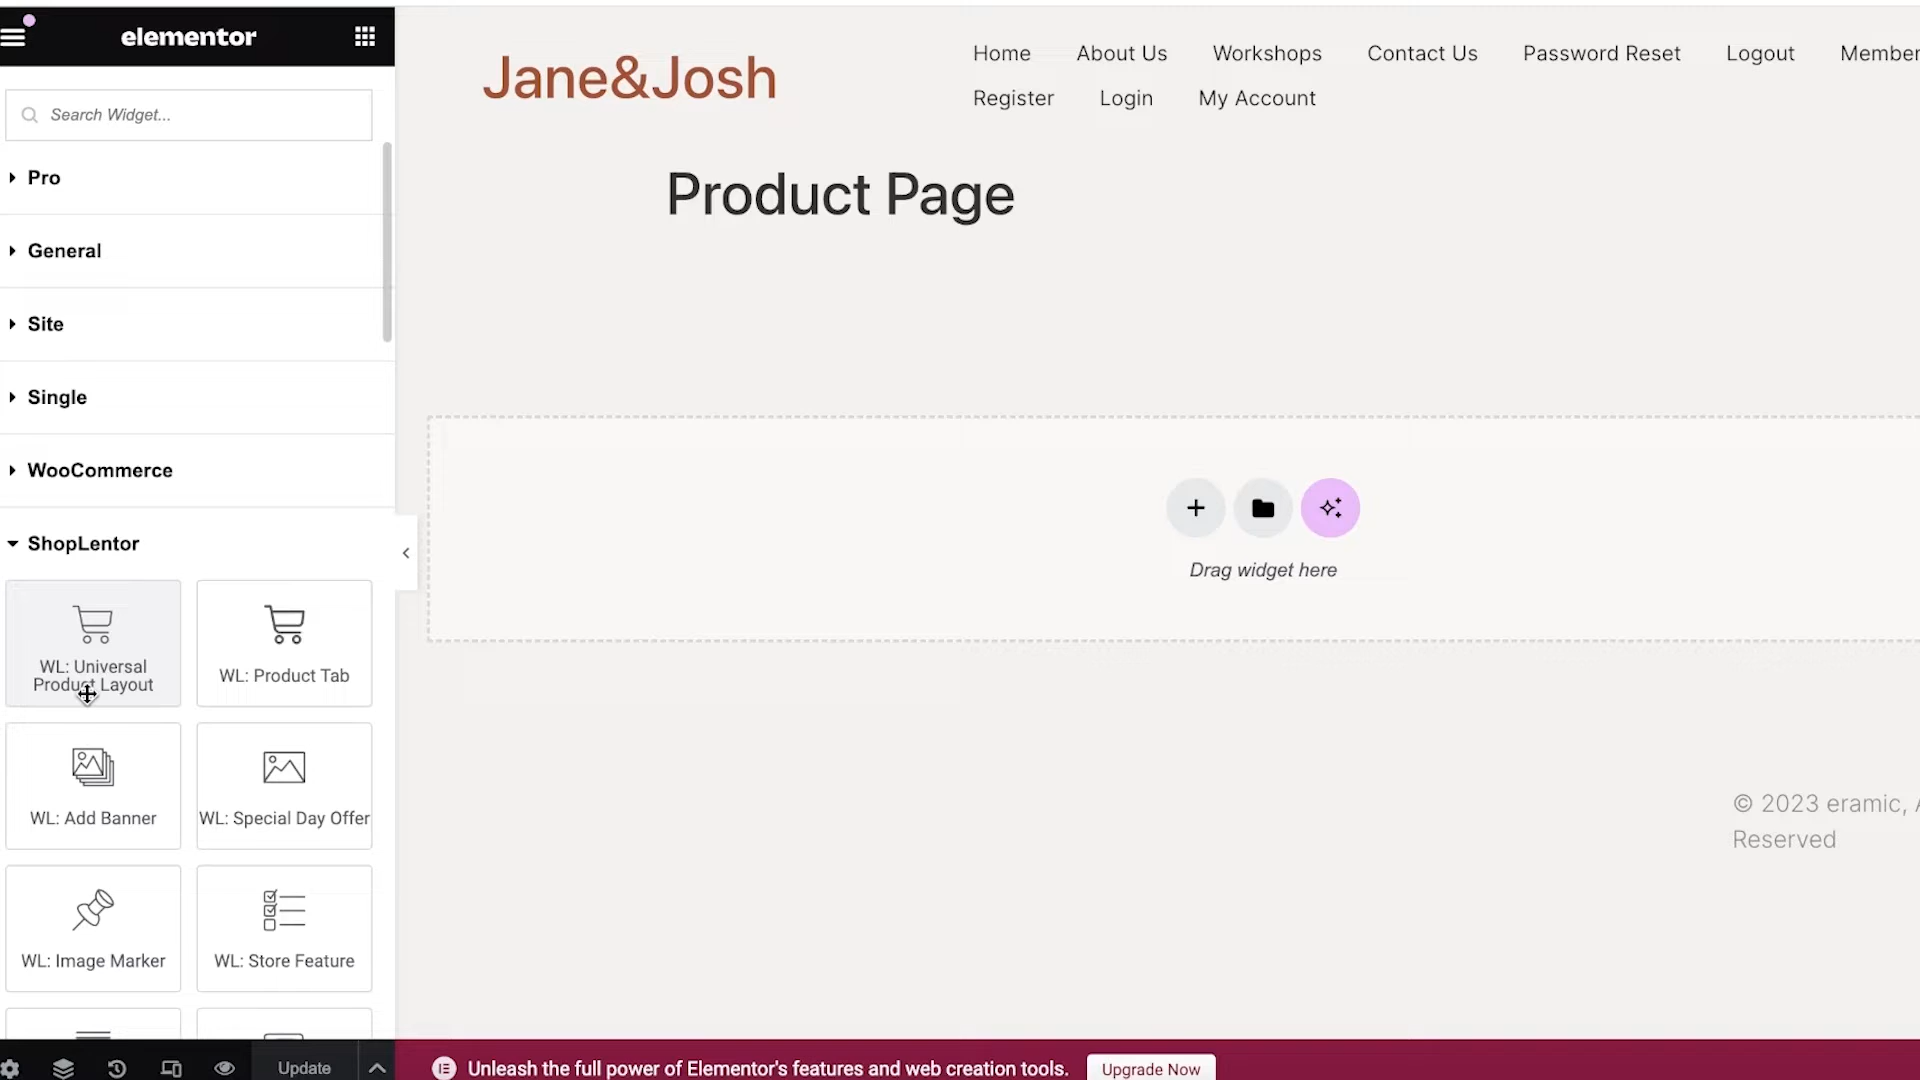 elementor
Search Widget...
Pro
General
Site
Single
WooCommerce
ShopLentor
WL: Universal
Product Layout
WL: Product Tab
WL: Add Banner
WL: Special Day Offer
WL: Image Marker
WL: Store Feature
Update
Jane&Josh
Home About Us Workshops Contact Us Password Reset Logout Member
Register Login My Account
Product Page
Drag widget here
© 2023 eramic, A
Reserved
Unleash the full power of Elementor's features and web creation tools. Upgrade Now